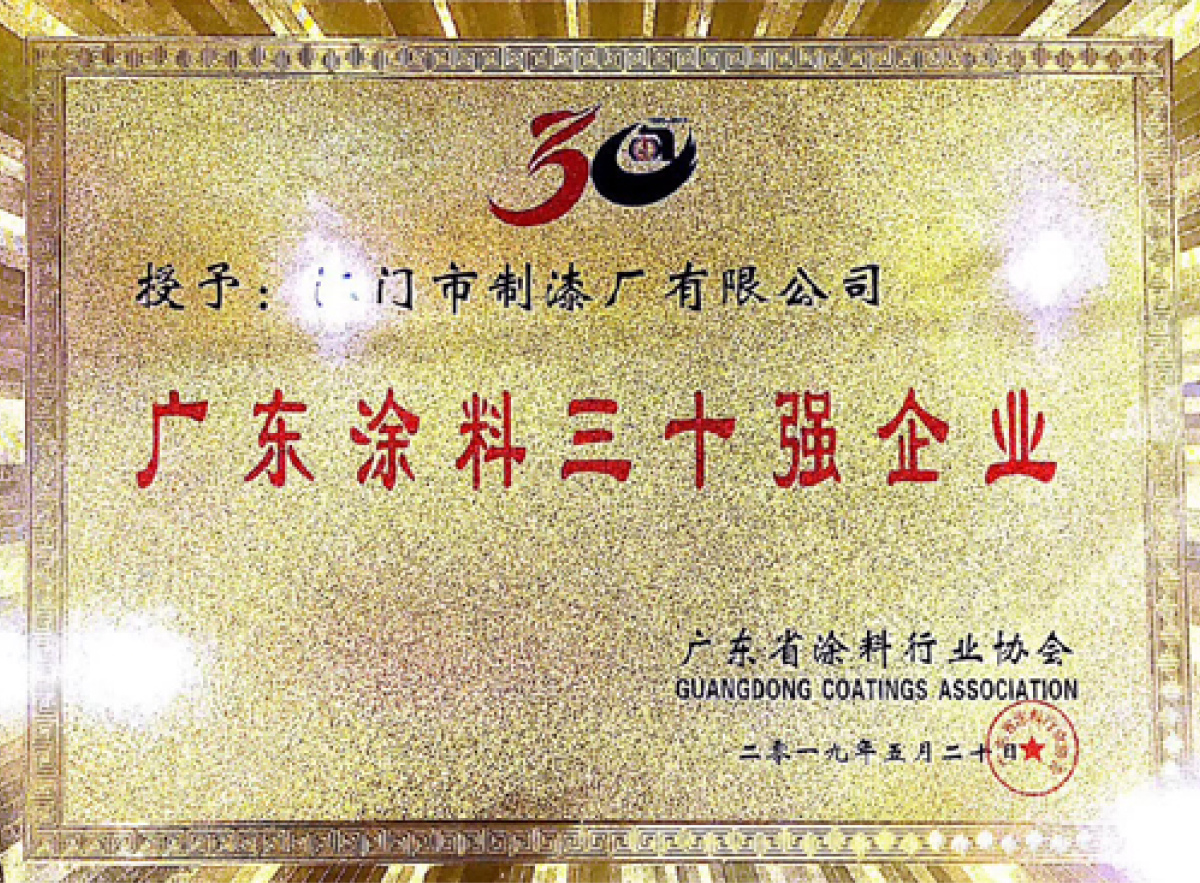 30
授予： 门市制漆厂有限公司
广东涂料三十强企业
广东省涂料行业协会
GUANGDONG COATINGS ASSOCIATION
二零一九年五月二十日